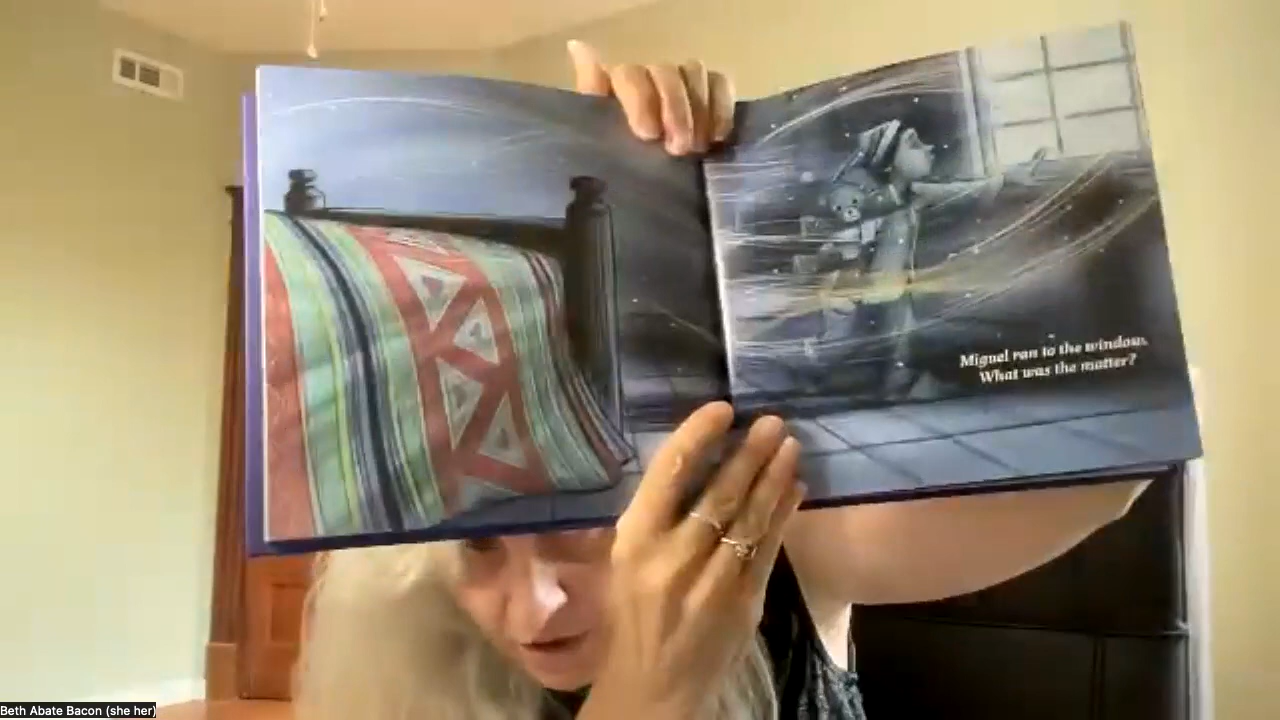 Miguel ran to the window.
What was the matter?
Beth Abate Bacon (she her)